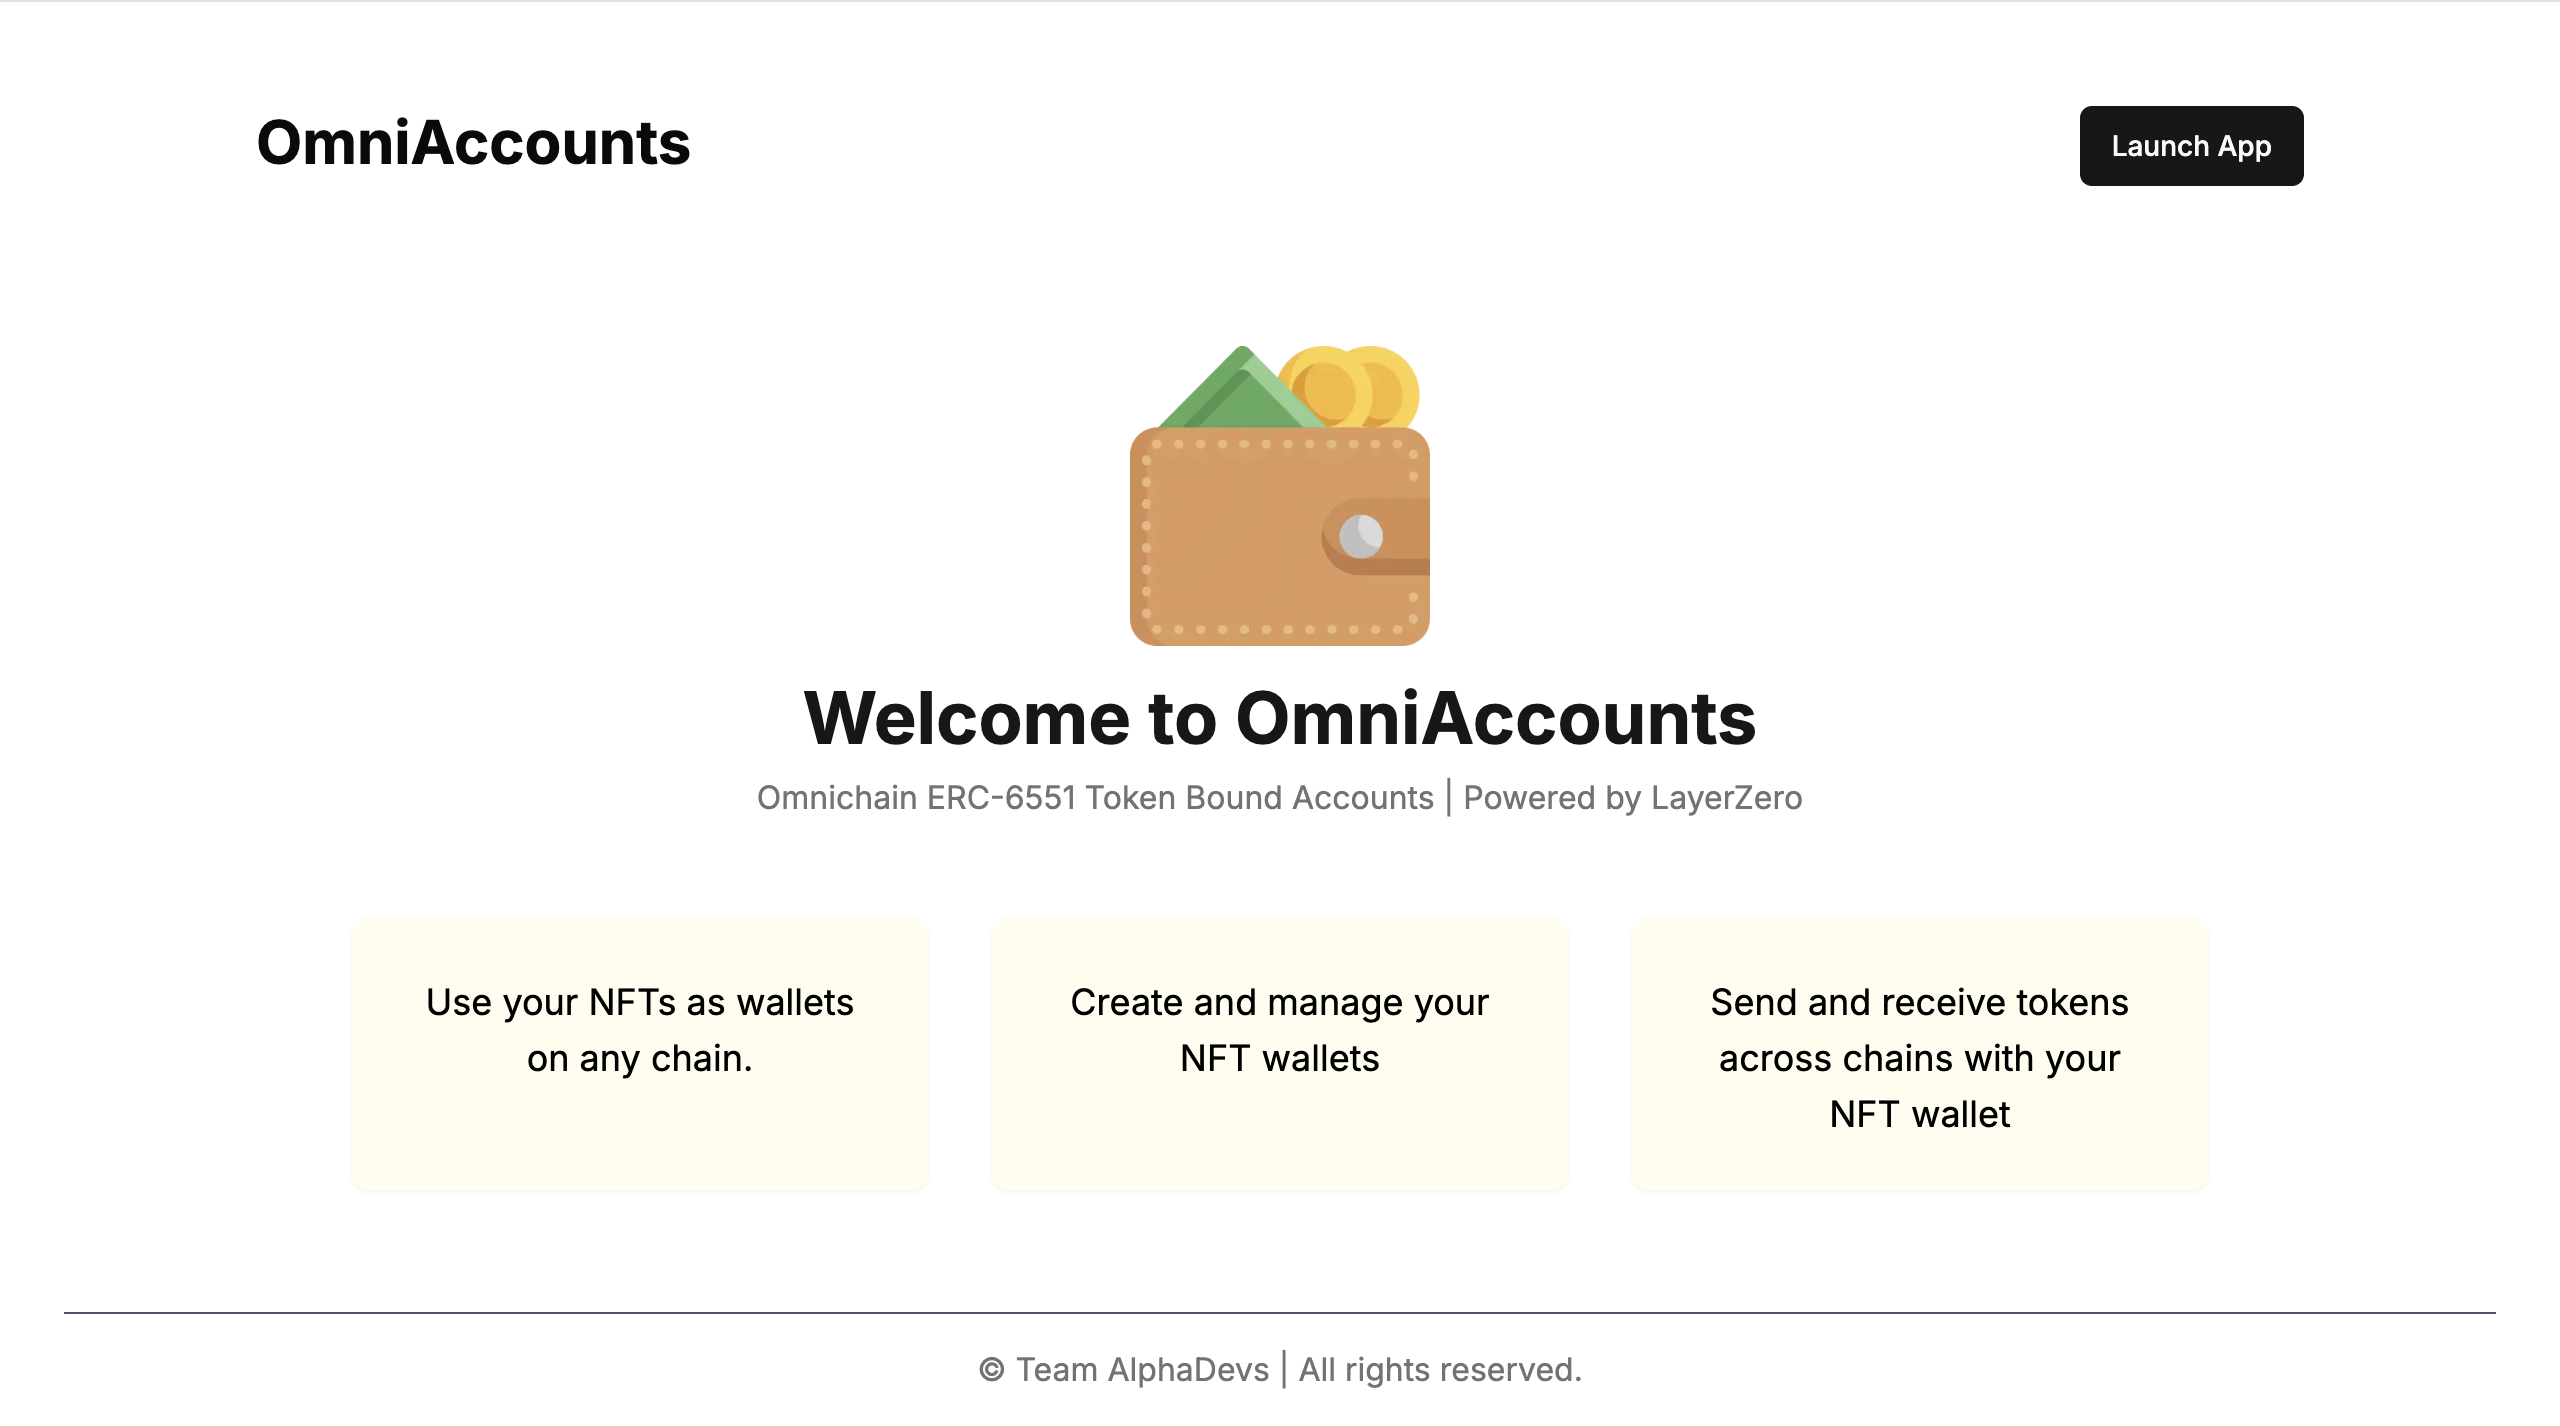 OmniAccounts
Launch App
Welcome to OmniAccounts
Omnichain ERC-6551 Token Bound Accounts | Powered by LayerZero
Use your NFTs as wallets
on any chain.
Create and manage your
NFT wallets
Send and receive tokens
across chains with your
NFT wallet
© Team AlphaDevs | All rights reserved.